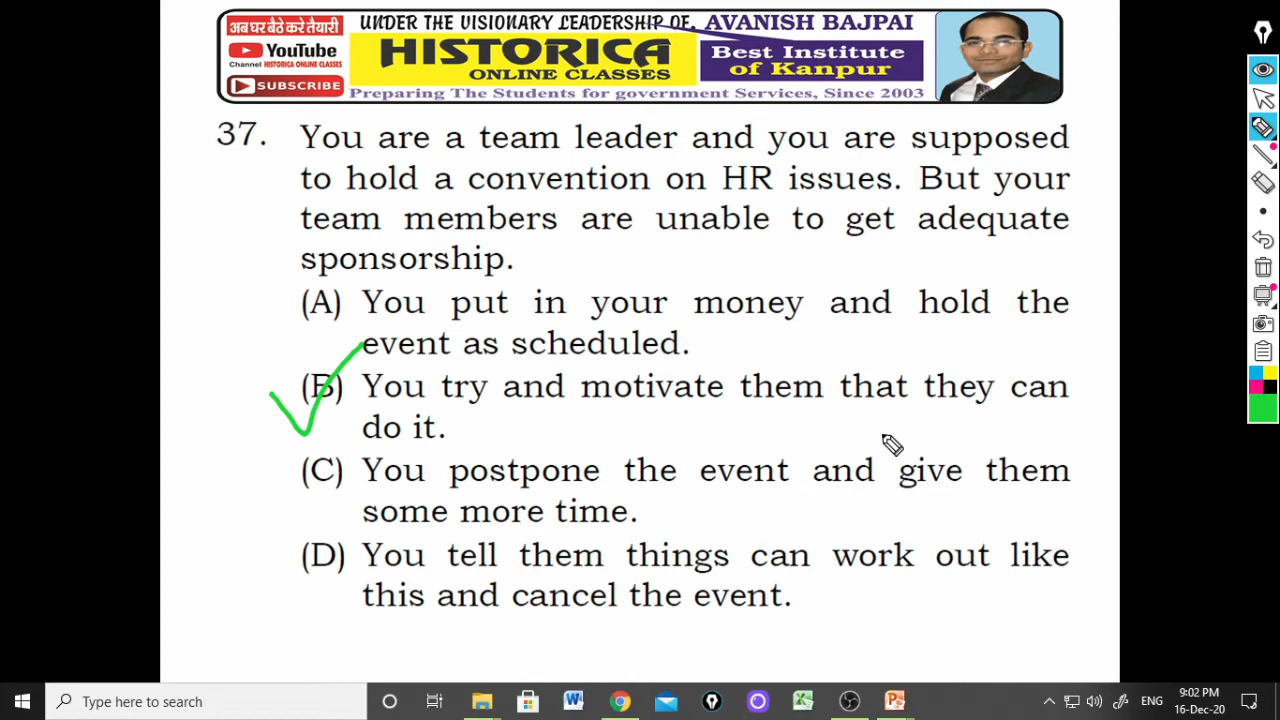 अब घर बैठे करे तैयारी
YouTube
Channel HISTORICA ONLINE CLASSES
SUBSCRIBE
UNDER THE VISIONARY LEADERSHIP OF. AVANISH BAJPAI
HISTORICA
ONLINE CLASSES
Best Institute
of Kanpur
Preparing The Students for government Services, Since 2003
37. You are a team leader and you are supposed
to hold a convention on HR issues. But your
team members are unable to get adequate
sponsorship.
(A) You put in your money and hold the
event as scheduled.
(B) You try and motivate them that they can
do it.
(C) You postpone the event and give them
some more time.
(D) You tell them things can work out like
this and cancel the event.
Type here to search
ENG
9:02 PM
16-Dec-20